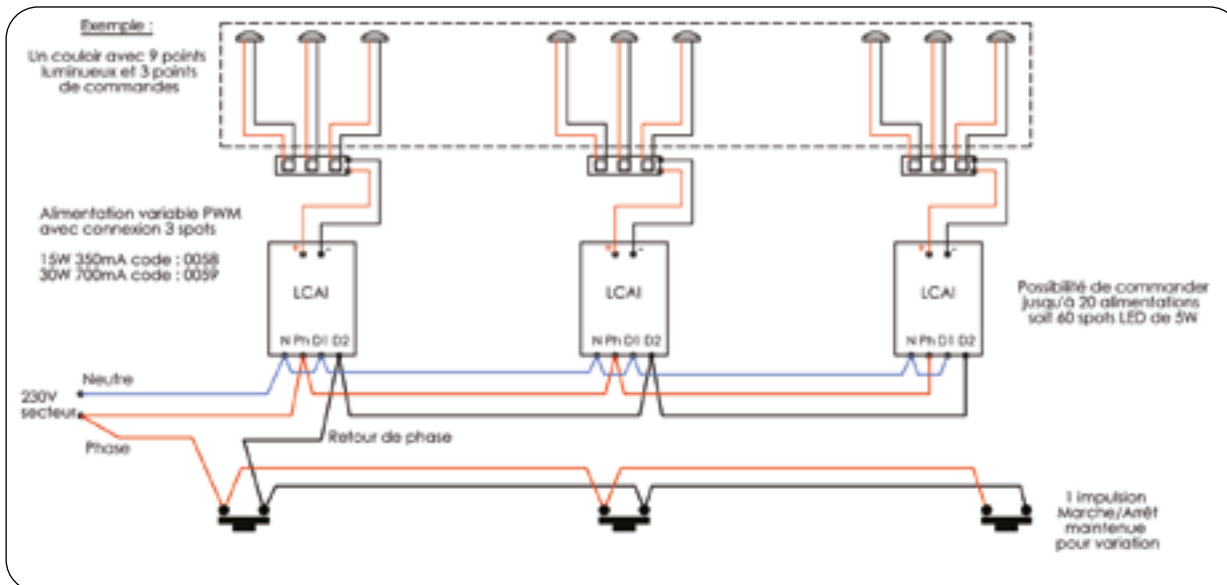 Exemple :
Un couloir avec 9 points
luminueux et 3 points
de commandes
Alimentation variable PWM
avec connexion 3 spots
15W 350mA code : 0058
30W 700mA code : 0059
+ -
+ -
+ -
LCAI
LCAI
LCAI
Possibilité de commander
jusqu'à 20 alimentations
soit 60 spots LED de 5W
N Ph D1 D2
N Ph D1 D2
N Ph D1 D2
Neutre
230V
secteur
Phase
Retour de phase
1 impulsion
Marche/Arrêt
maintenue
pour variation